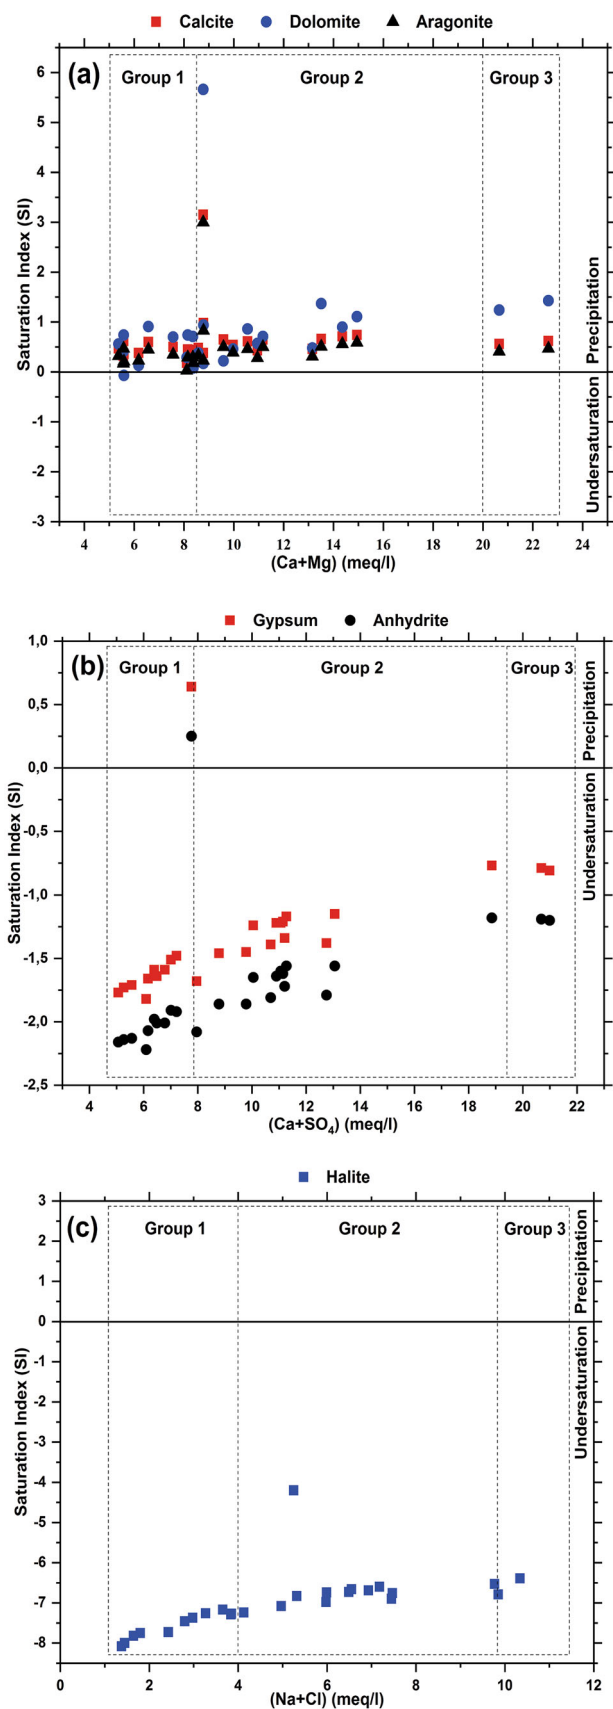 Calcite Dolomite Aragonite
(a)
Group 1 Group 2 Group 3
6
5
4
3
2
1
0
-1
-2
-3
Saturation Index (SI)
Precipitation
Undersaturation
4 6 8 10 12 14 16 18 20 22 24
(Ca+Mg) (meq/l)
Gypsum Anhydrite
(b)
Group 1 Group 2 Group 3
1,0
0,5
0,0
-0,5
-1,0
-1,5
-2,0
-2,5
Saturation Index (SI)
Precipitation
Undersaturation
4 6 8 10 12 14 16 18 20 22
(Ca+SO₄) (meq/l)
Halite
(c)
Group 1 Group 2 Group 3
3
2
1
0
-1
-2
-3
-4
-5
-6
-7
-8
Saturation Index (SI)
Precipitation
Undersaturation
0 2 4 6 8 10 12
(Na+Cl) (meq/l)